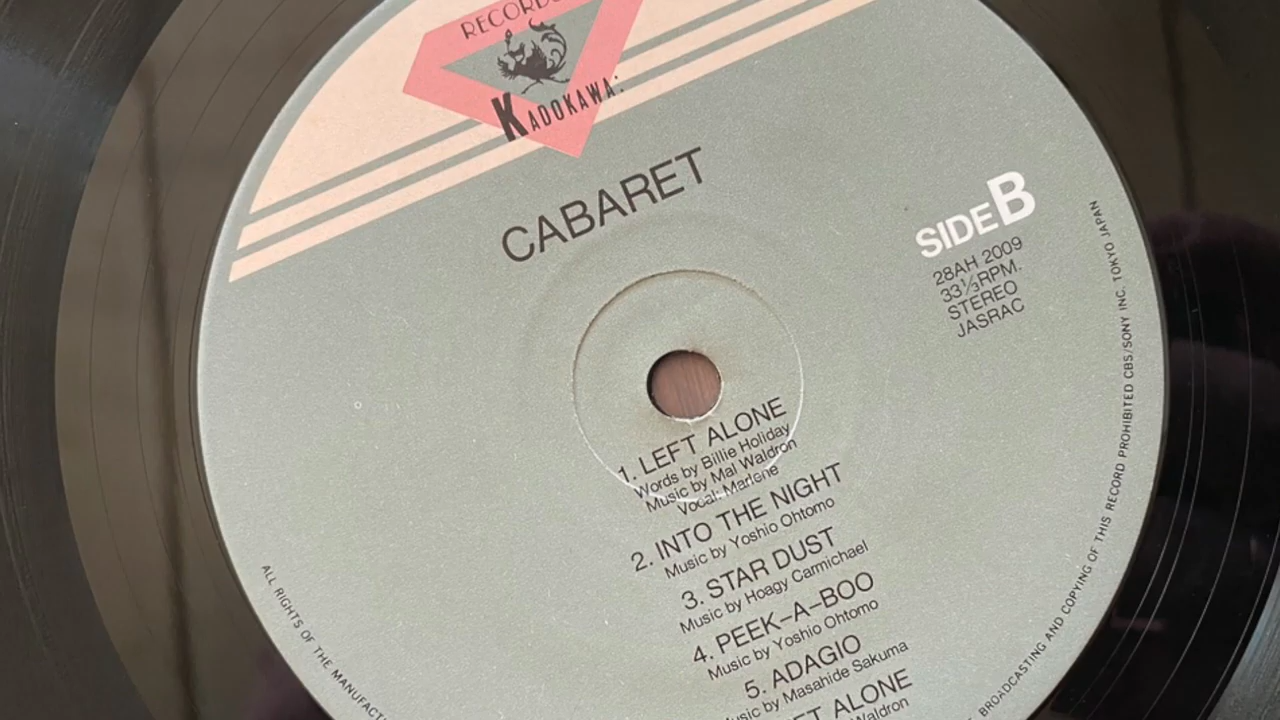 RECORDS
KADOKAWA:
CABARET
SIDE B
28AH 2009
33⅓RPM.
STEREO
JASRAC
1. LEFT ALONE
Words by Billie Holiday
Music by Mal Waldron
Vocal: Marlene
2. INTO THE NIGHT
Music by Yoshio Ohtomo
3. STAR DUST
Music by Hoagy Carmichael
4. PEEK–A–BOO
Music by Yoshio Ohtomo
5. ADAGIO
Music by Masahide Sakuma
ALONE
Waldron
ALL RIGHTS OF THE
BROADCASTING AND COPYING OF THIS RECORD PROHIBITED CBS/SONY INC. TOKYO JAPAN